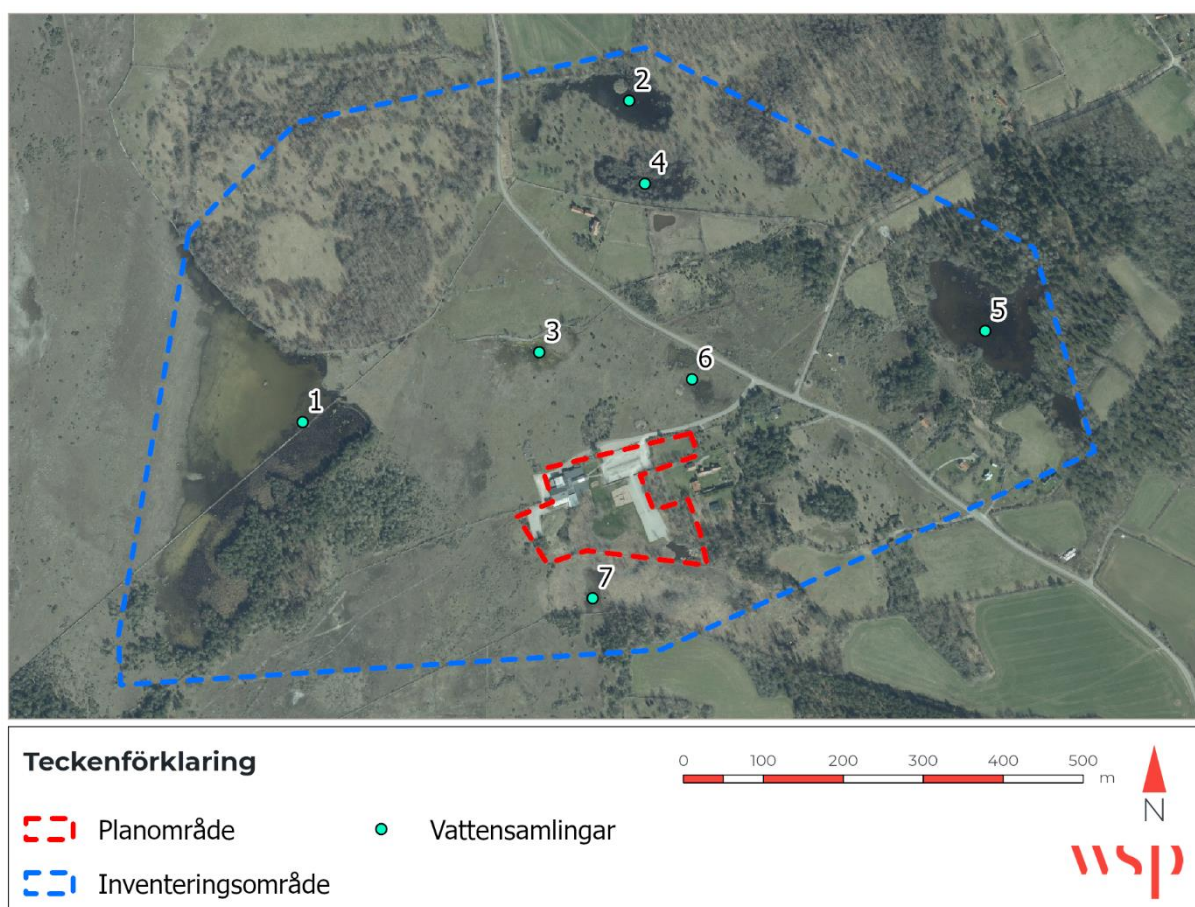 2
4
5
3
6
1
7
Teckenförklaring
0 100 200 300 400 500
m
Planområde
Vattensamlingar
N
Inventeringsområde
wsp